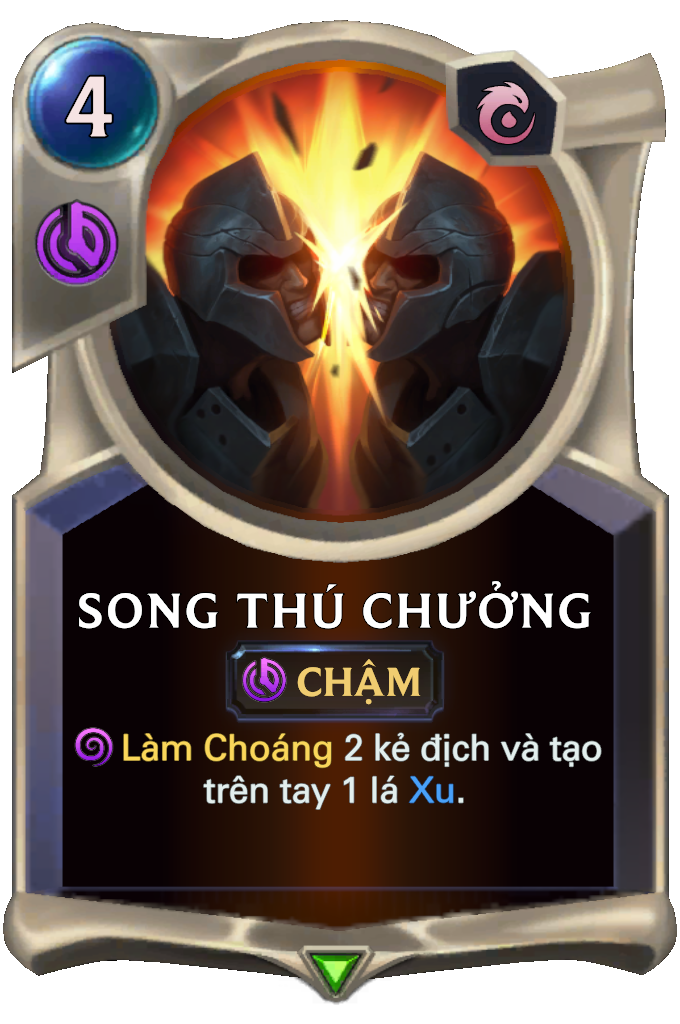 4
SONG THÚ CHƯỞNG
CHẬM
Làm Choáng 2 kẻ địch và tạo
trên tay 1 lá Xu.